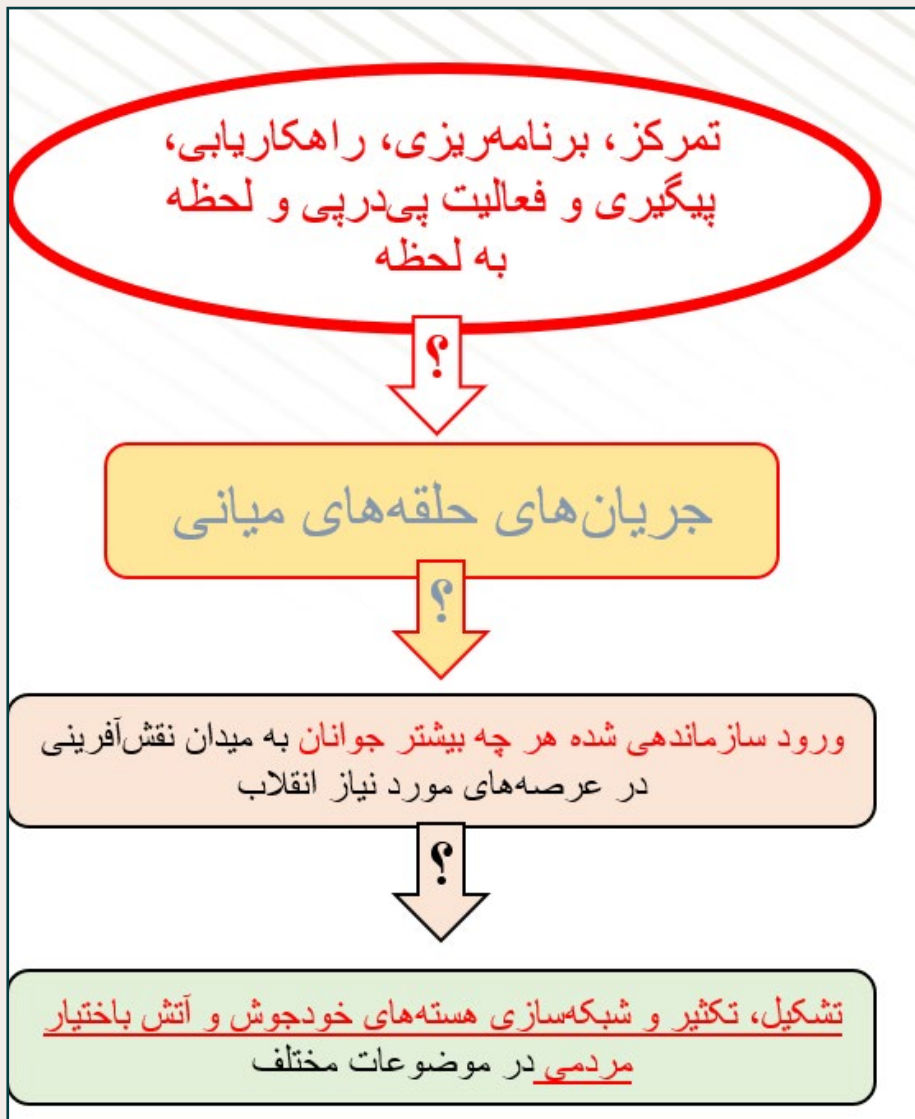 تمرکز، برنامه‌ریزی، راهکاریابی،
پیگیری و فعالیت پی‌درپی و لحظه
به لحظه
؟
جریان‌های حلقه‌های میانی
؟
ورود سازماندهی شده هر چه بیشتر جوانان به میدان نقش‌آفرینی
در عرصه‌های مورد نیاز انقلاب
؟
تشکیل، تکثیر و شبکه‌سازی هسته‌های خودجوش و آتش باختیار
مردمی در موضوعات مختلف